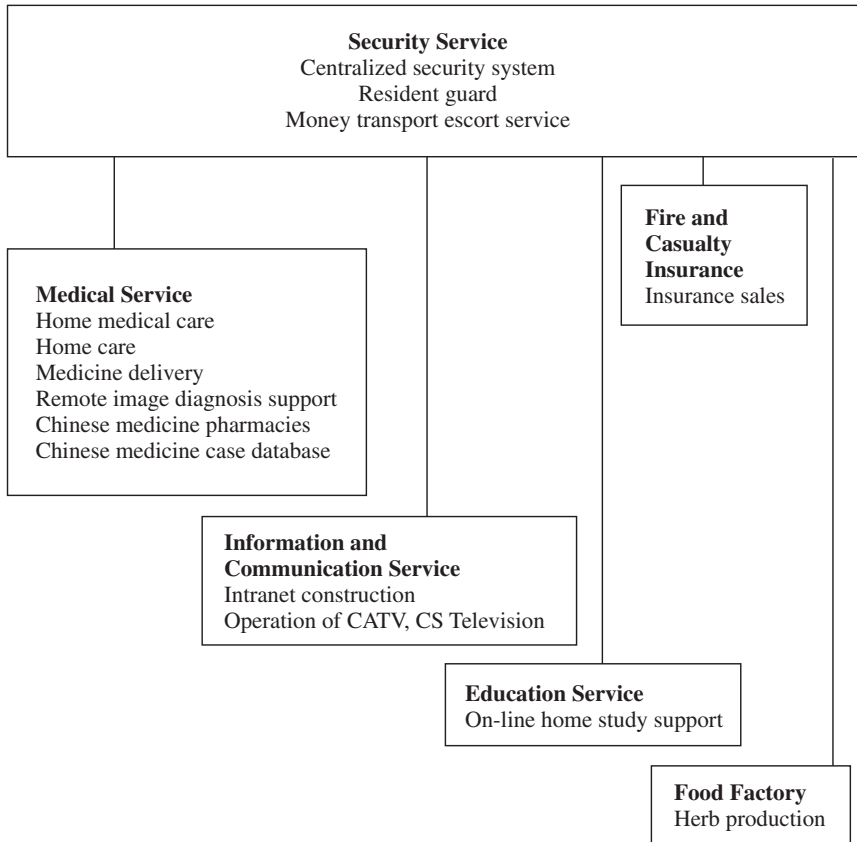 Security Service
Centralized security system
Resident guard
Money transport escort service
Fire and
Casualty
Insurance
Insurance sales
Medical Service
Home medical care
Home care
Medicine delivery
Remote image diagnosis support
Chinese medicine pharmacies
Chinese medicine case database
Information and
Communication Service
Intranet construction
Operation of CATV, CS Television
Education Service
On-line home study support
Food Factory
Herb production